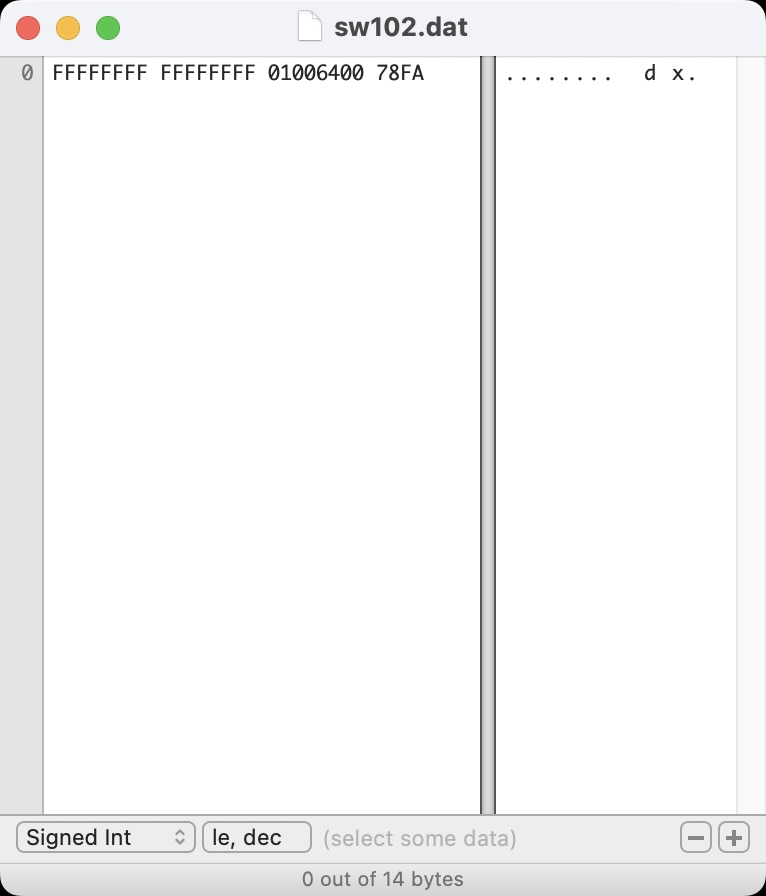 sw102.dat
0 FFFFFFFF FFFFFFFF 01006400 78FA ........  d x.
Signed Int le, dec (select some data)
0 out of 14 bytes